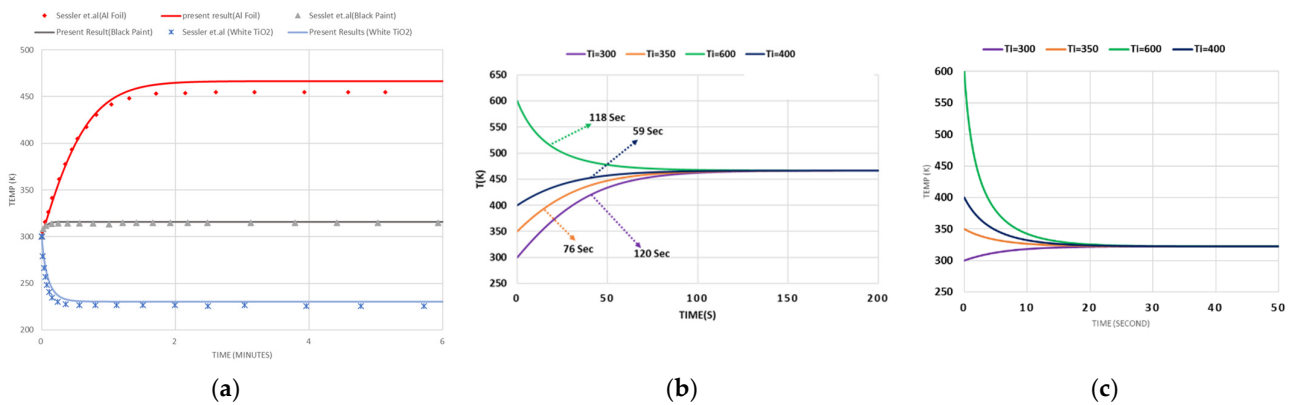 Sessler et.al(Al Foil) present result(Al Foil) Sesslet et.al(Black Paint)
Present Result(Black Paint) Sessler et.al (White TiO2) Present Results (White TiO2)
500
450
400
350
300
250
200
TEMP (K)
0 2 4 6
TIME (MINUTES)
(a)
Ti=300 Ti=350 Ti=600 Ti=400
650
600
550
500
450
400
350
300
250
T(K)
118 Sec
59 Sec
76 Sec
120 Sec
0 50 100 150 200
TIME(S)
(b)
Ti=300 Ti=350 Ti=600 Ti=400
600
550
500
450
400
350
300
250
TEMP (K)
0 10 20 30 40 50
TIME (SECOND)
(c)